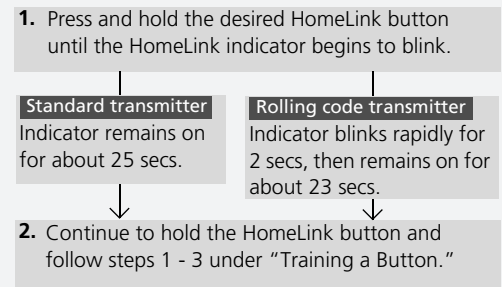 1. Press and hold the desired HomeLink button
until the HomeLink indicator begins to blink.
Standard transmitter
Indicator remains on
for about 25 secs.
Rolling code transmitter
Indicator blinks rapidly for
2 secs, then remains on for
about 23 secs.
2. Continue to hold the HomeLink button and
follow steps 1 - 3 under “Training a Button.”